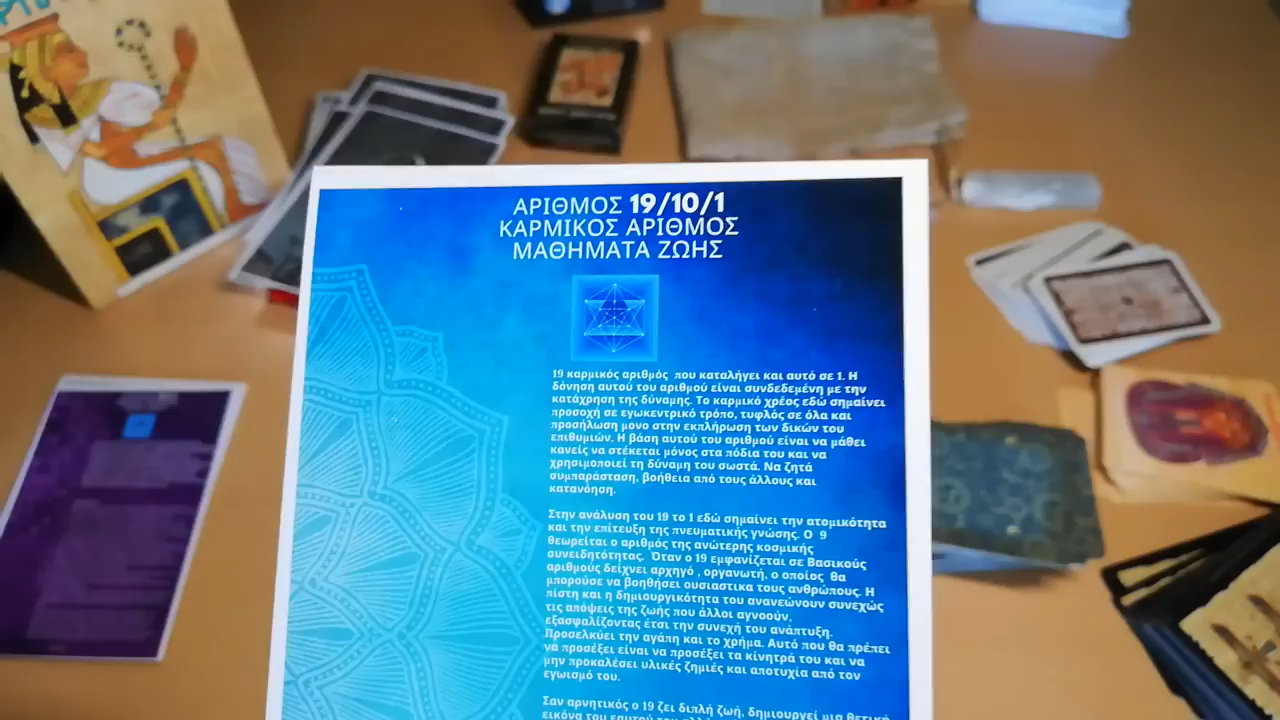 ΑΡΙΘΜΟΣ 19/10/1
ΚΑΡΜΙΚΟΣ ΑΡΙΘΜΟΣ
ΜΑΘΗΜΑΤΑ ΖΩΗΣ
19 καρμικός αριθμός που καταλήγει και αυτό σε 1. Η
δόνηση αυτού του αριθμού είναι συνδεδεμένη με την
κατάχρηση της δύναμης. Το καρμικό χρέος εδώ σημαίνει
προσοχή σε εγωκεντρικό τρόπο, τυφλός σε όλα και
προσήλωση μόνο στην εκπλήρωση των δικών του
επιθυμιών. Η βάση αυτού του αριθμού είναι να μάθει
κανείς να στέκεται μόνος στα πόδια του και να
χρησιμοποιεί τη δύναμη του σωστά. Να ζητά
συμπαράσταση, βοήθεια από τους άλλους και
κατανόηση.
Στην ανάλυση του 19 το 1 εδώ σημαίνει την ατομικότητα
και την επίτευξη της πνευματικής γνώσης. Ο 9
θεωρείται ο αριθμός της ανώτερης κοσμικής
συνειδητότητας. Όταν ο 19 εμφανίζεται σε Βασικούς
αριθμούς δείχνει αρχηγό , οργανωτή, ο οποίος θα
μπορούσε να βοηθήσει ουσιαστικα τους ανθρώπους. Η
πίστη και η δημιουργικότητα του ανανεώνουν συνεχώς
τις απόψεις της ζωής που άλλοι αγνοούν,
εξασφαλίζοντας έτσι την συνεχή του ανάπτυξη.
Προσελκύει την αγάπη και το χρήμα. Αυτό που θα πρέπει
να προσέξει είναι να προσέξει τα κίνητρά του και να
μην προκαλέσει υλικές ζημιές και αποτυχία από τον
εγωισμό του.
Σαν αρνητικός ο 19 ζει διπλή ζωή, δημιουργεί μια θετική
εικόνα του εαυτού του